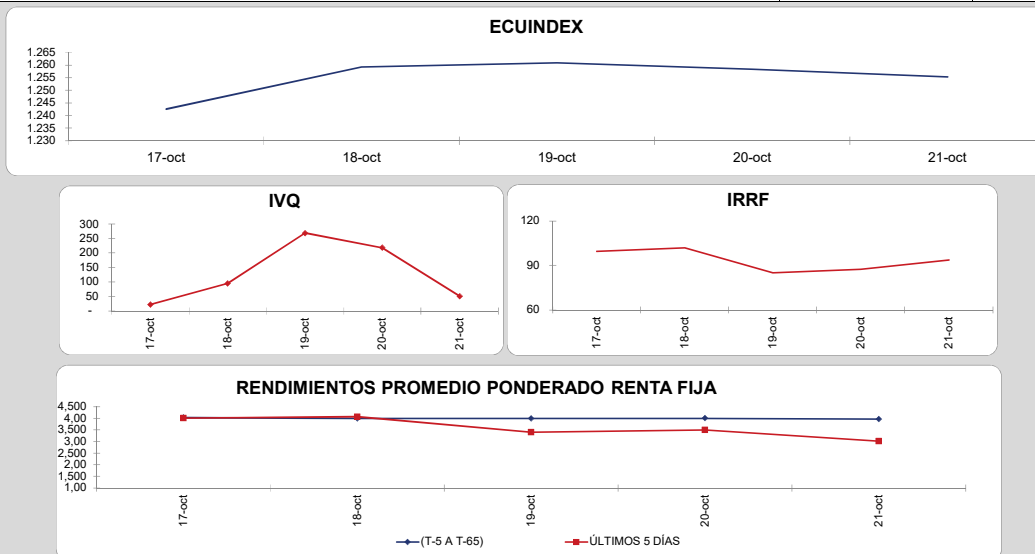 ECUINDEX
1.265
1.260
1.255
1.250
1.245
1.240
1.235
1.230
17-oct 18-oct 19-oct 20-oct 21-oct
IVQ
300
250
200
150
100
50
-
17-oct 18-oct 19-oct 20-oct 21-oct
IRRF
120
90
60
17-oct 18-oct 19-oct 20-oct 21-oct
RENDIMIENTOS PROMEDIO PONDERADO RENTA FIJA
4,500
4,00
3,500
3,00
2,500
2,00
1,500
1,00
17-oct 18-oct 19-oct 20-oct 21-oct
(T-5 A T-65) ÚLTIMOS 5 DÍAS